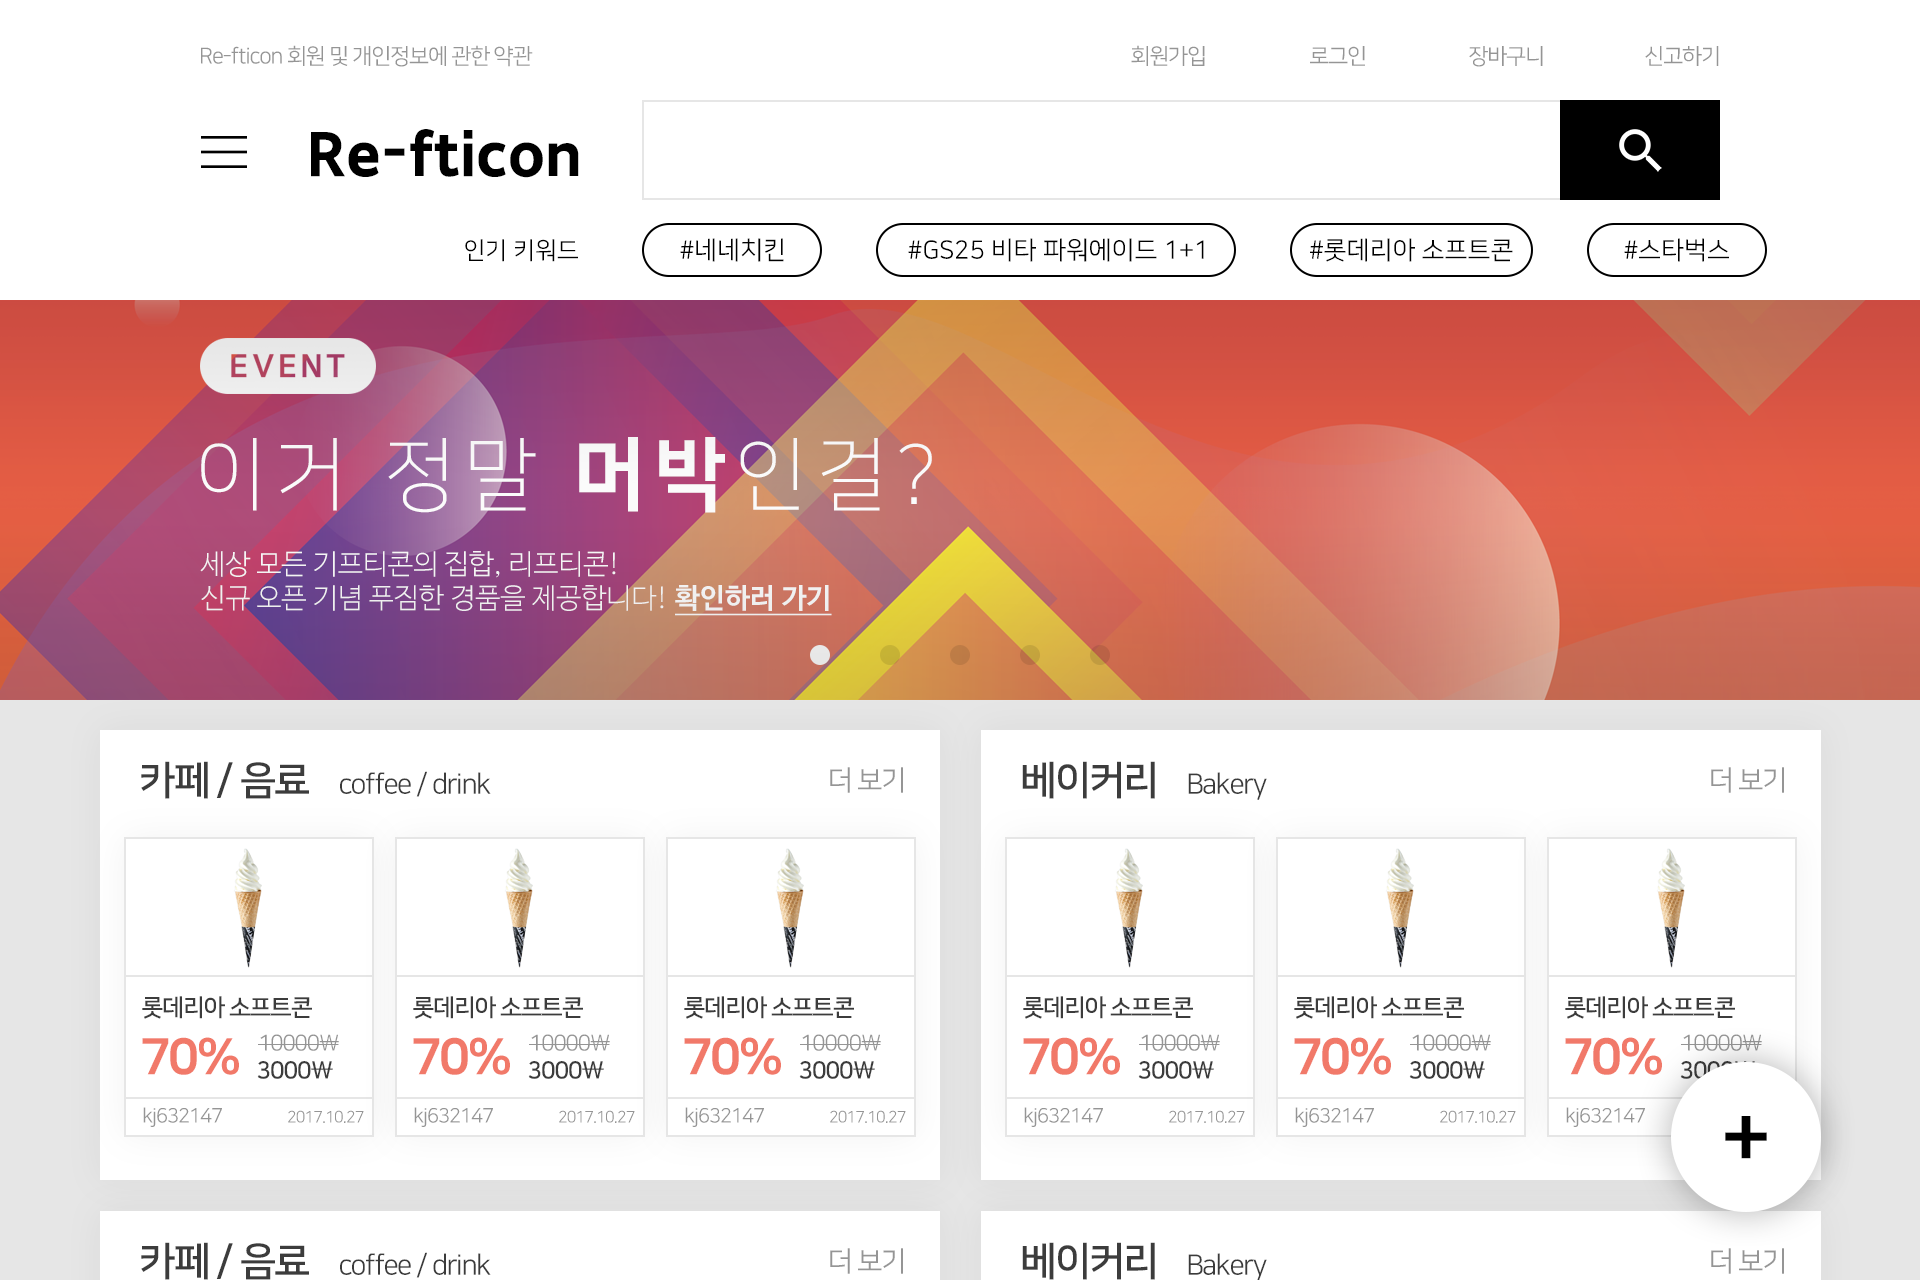 Re-fticon 회원 및 개인정보에 관한 약관 회원가입 로그인 장바구니 신고하기
Re-fticon
인기 키워드 #네네치킨 #GS25 비타 파워에이드 1+1 #롯데리아 소프트콘 #스타벅스
EVENT
이거 정말 머박인걸?
세상 모든 기프티콘의 집합, 리프티콘!
신규 오픈 기념 푸짐한 경품을 제공합니다! 확인하러 가기
카페 / 음료 coffee / drink 더 보기
롯데리아 소프트콘 롯데리아 소프트콘 롯데리아 소프트콘
70% 10000₩ 70% 10000₩ 70% 10000₩
3000₩ 3000₩ 3000₩
kj632147 2017.10.27 kj632147 2017.10.27 kj632147 2017.10.27
베이커리 Bakery 더 보기
롯데리아 소프트콘 롯데리아 소프트콘 롯데리아 소프트콘
70% 10000₩ 70% 10000₩ 70% 10000₩
3000₩ 3000₩
kj632147 2017.10.27 kj632147 2017.10.27 kj632147
+
카페 / 음료 coffee / drink 더 보기
베이커리 Bakery 더 보기